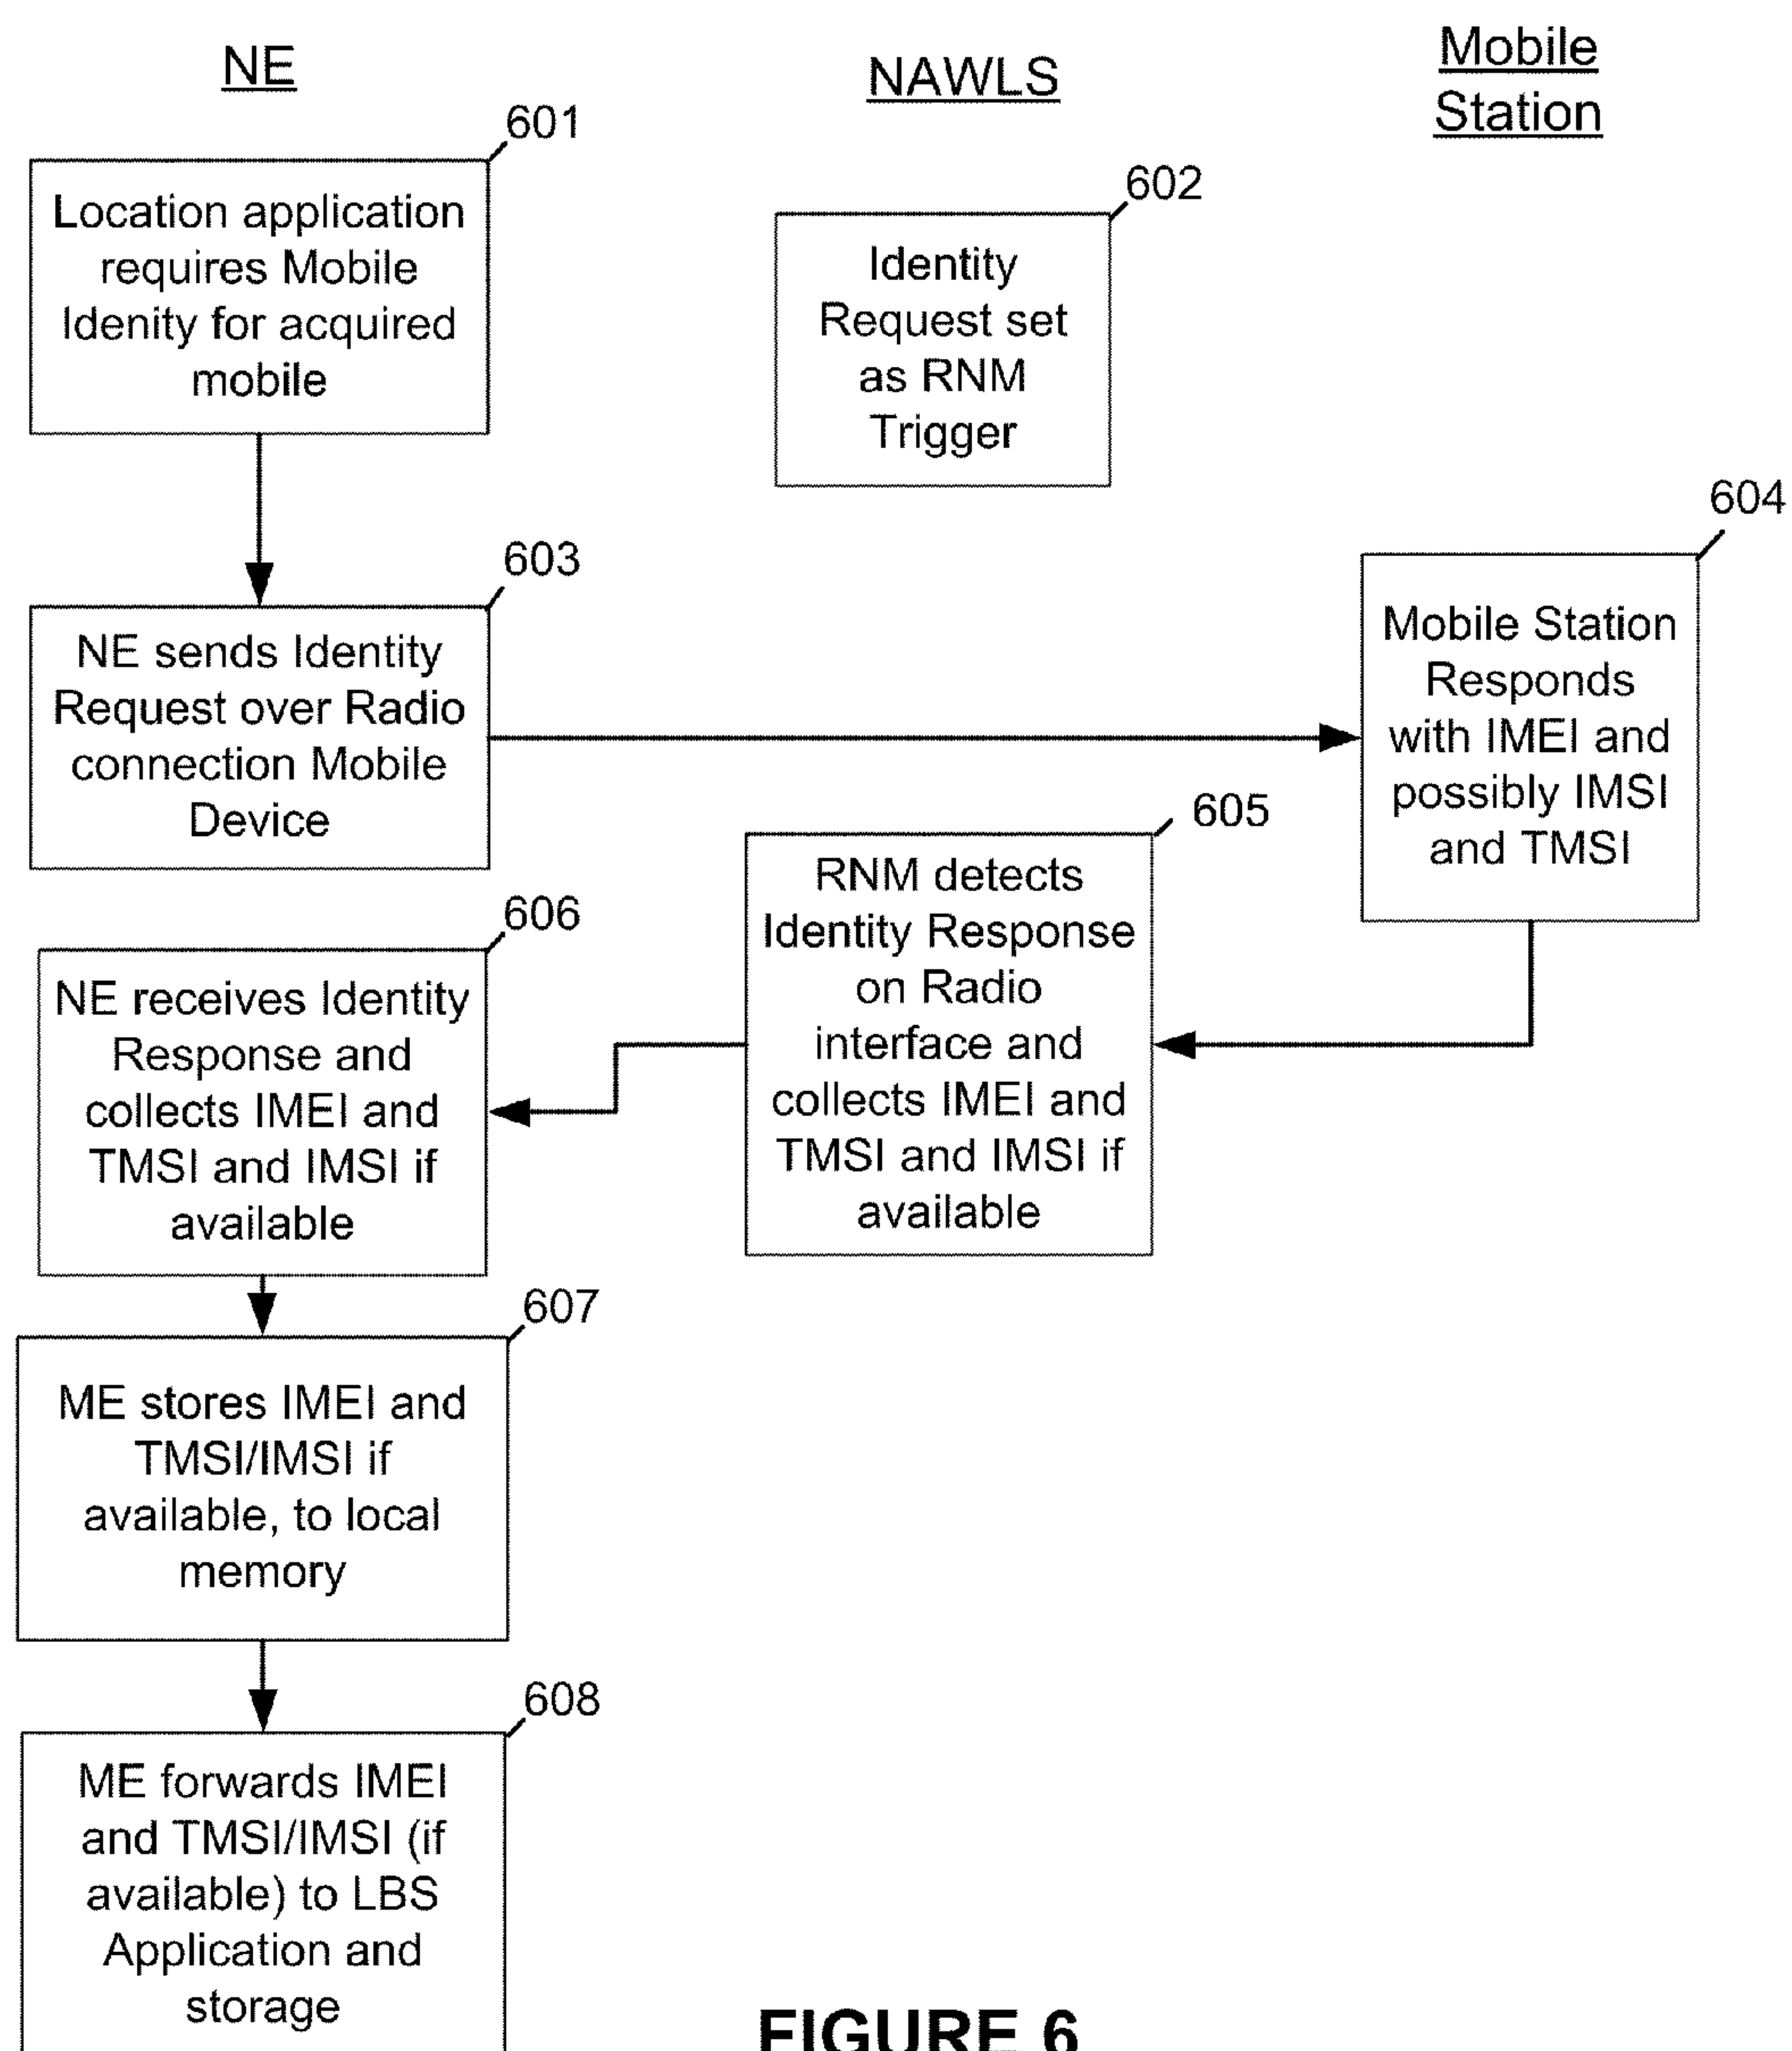 NE
NAWLS
Mobile
Station
601
Location application
requires Mobile
Idenity for acquired
mobile
602
Identity
Request set
as RNM
Trigger
603
NE sends Identity
Request over Radio
connection Mobile
Device
604
Mobile Station
Responds
with IMEI and
possibly IMSI
and TMSI
605
RNM detects
Identity Response
on Radio
interface and
collects IMEI and
TMSI and IMSI if
available
606
NE receives Identity
Response and
collects IMEI and
TMSI and IMSI if
available
607
ME stores IMEI and
TMSI/IMSI if
available, to local
memory
608
ME forwards IMEI
and TMSI/IMSI (if
available) to LBS
Application and
storage
FIGURE 6